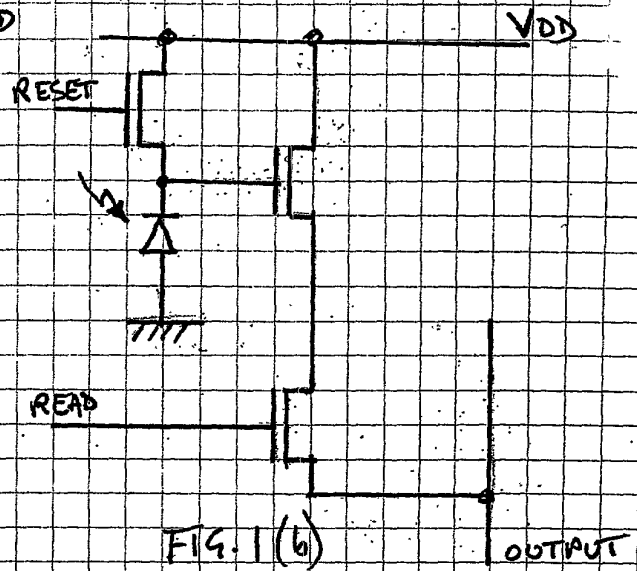 D
VDD
RESET
READ
FIG. 1 (b)
OUTPUT